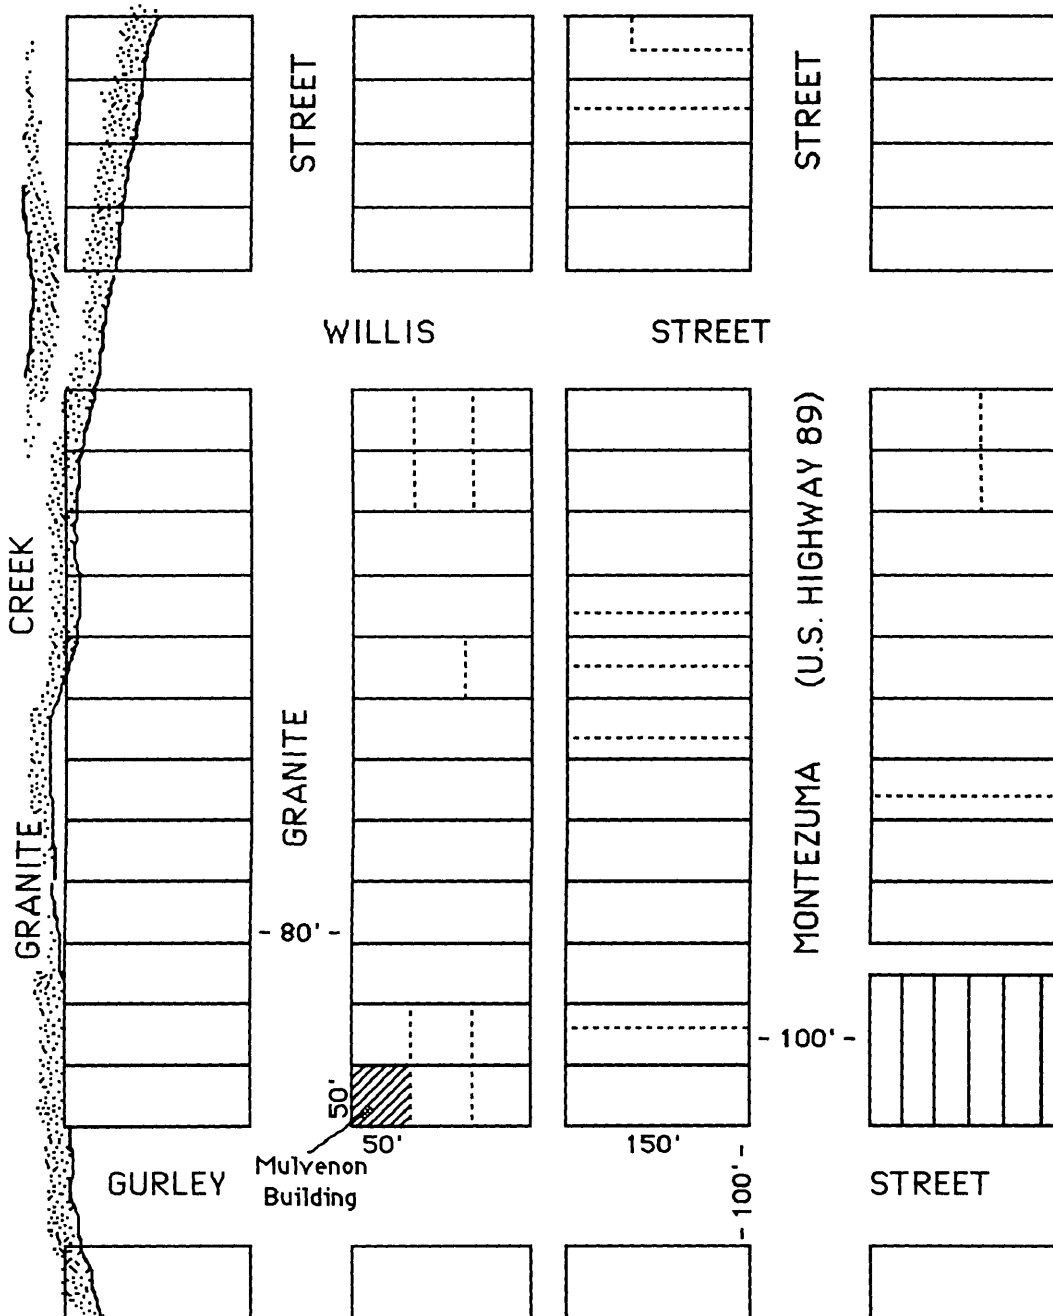 STREET
STREET
WILLIS STREET
(U.S. HIGHWAY 89)
CREEK
GRANITE
MONTEZUMA
GRANITE
- 80' -
- 100' -
50'
50'
150'
Mulvenon
Building
- 100' -
GURLEY STREET